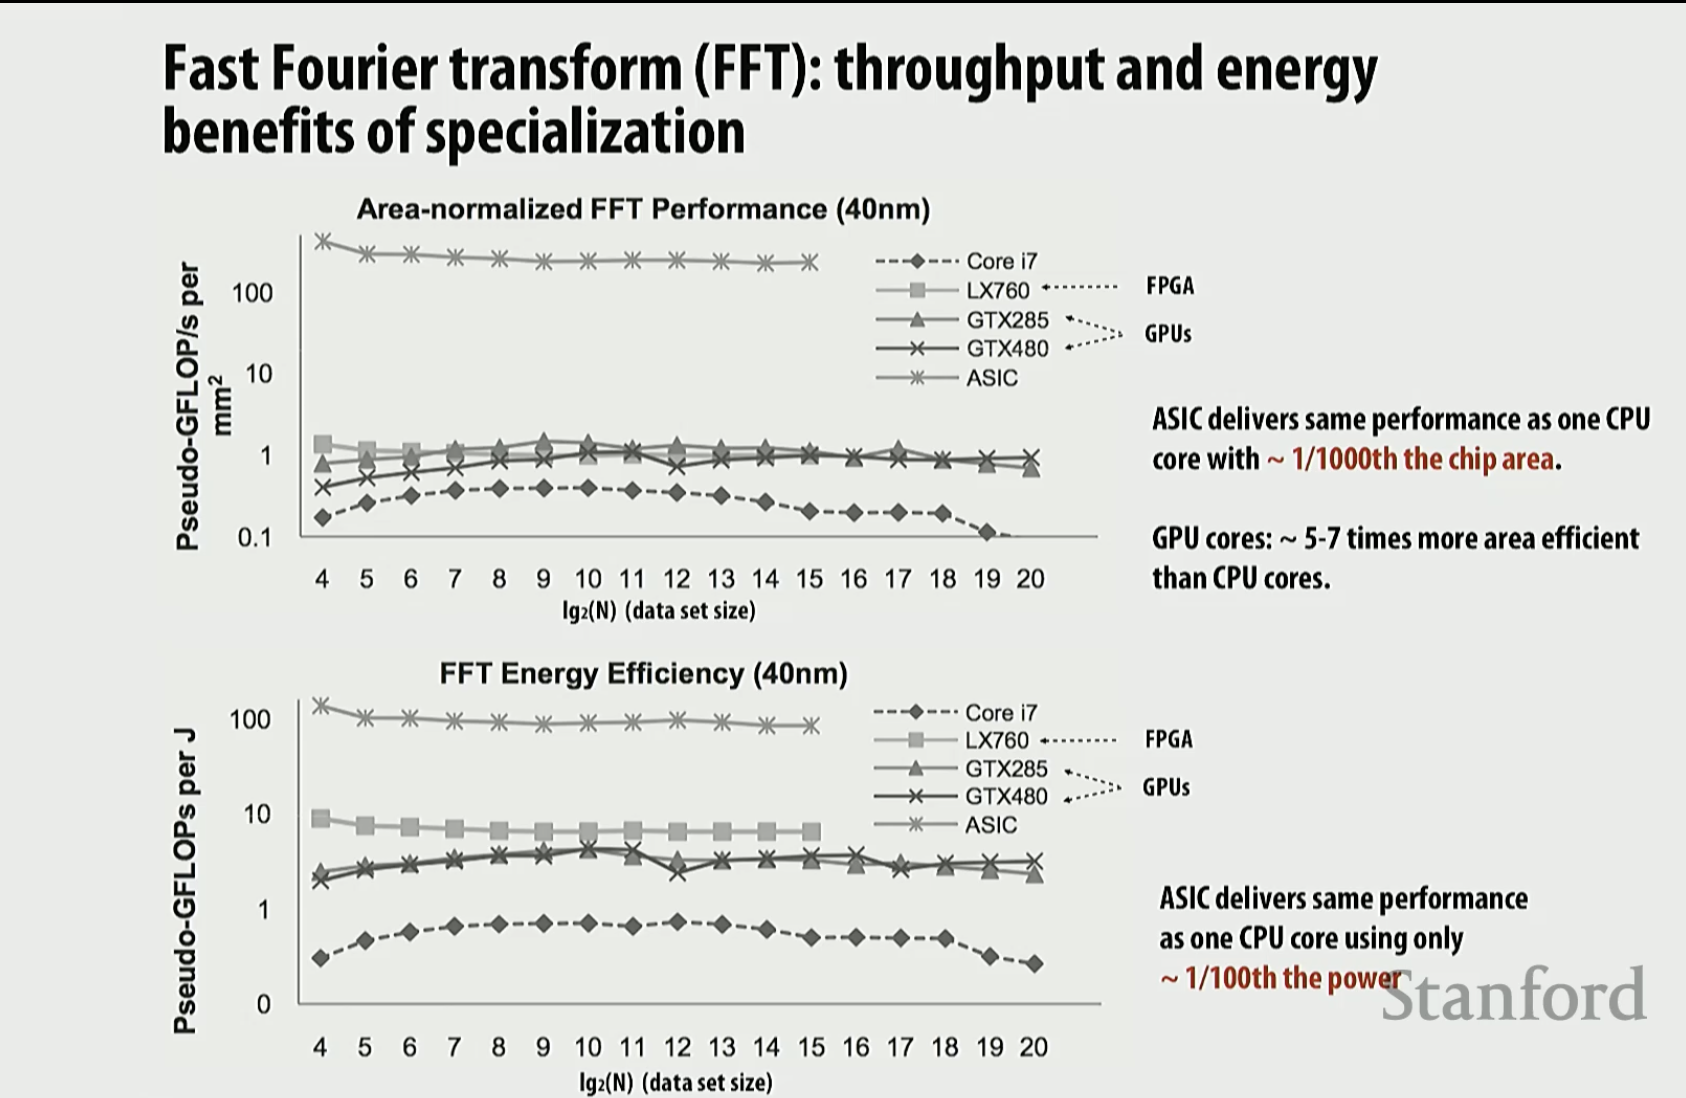 Fast Fourier transform (FFT): throughput and energy
benefits of specialization
Area-normalized FFT Performance (40nm)
Pseudo-GFLOP/s per
mm²
100
10
1
0.1
4 5 6 7 8 9 10 11 12 13 14 15 16 17 18 19 20
lg2(N) (data set size)
Core i7
LX760
GTX285
GTX480
ASIC
FPGA
GPUs
ASIC delivers same performance as one CPU
core with ~ 1/1000th the chip area.
GPU cores: ~ 5-7 times more area efficient
than CPU cores.
FFT Energy Efficiency (40nm)
Pseudo-GFLOPs per J
100
10
1
0
4 5 6 7 8 9 10 11 12 13 14 15 16 17 18 19 20
lg2(N) (data set size)
Core i7
LX760
GTX285
GTX480
ASIC
FPGA
GPUs
ASIC delivers same performance
as one CPU core using only
~ 1/100th the power
Stanford